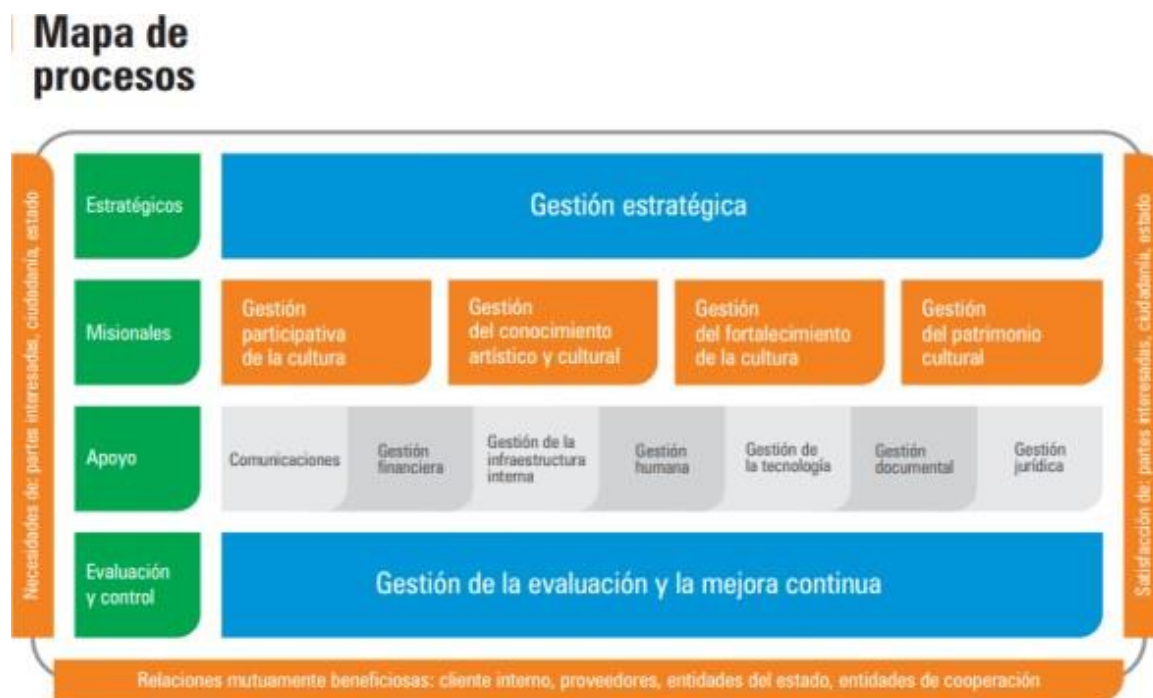 Mapa de
procesos
Necesidades de: partes interesadas, ciudadanía, estado
Estratégicos
Gestión estratégica
Misionales
Gestión
participativa
de la cultura
Gestión
del conocimiento
artístico y cultural
Gestión
del fortalecimiento
de la cultura
Gestión
del patrimonio
cultural
Apoyo
Comunicaciones
Gestión
financiera
Gestión de la
infraestructura
interna
Gestión
humana
Gestión de
la tecnología
Gestión
documental
Gestión
jurídica
Evaluación
y control
Gestión de la evaluación y la mejora continua
Satisfacción de: partes interesadas, ciudadanía, estado
Relaciones mutuamente beneficiosas: cliente interno, proveedores, entidades del estado, entidades de cooperación